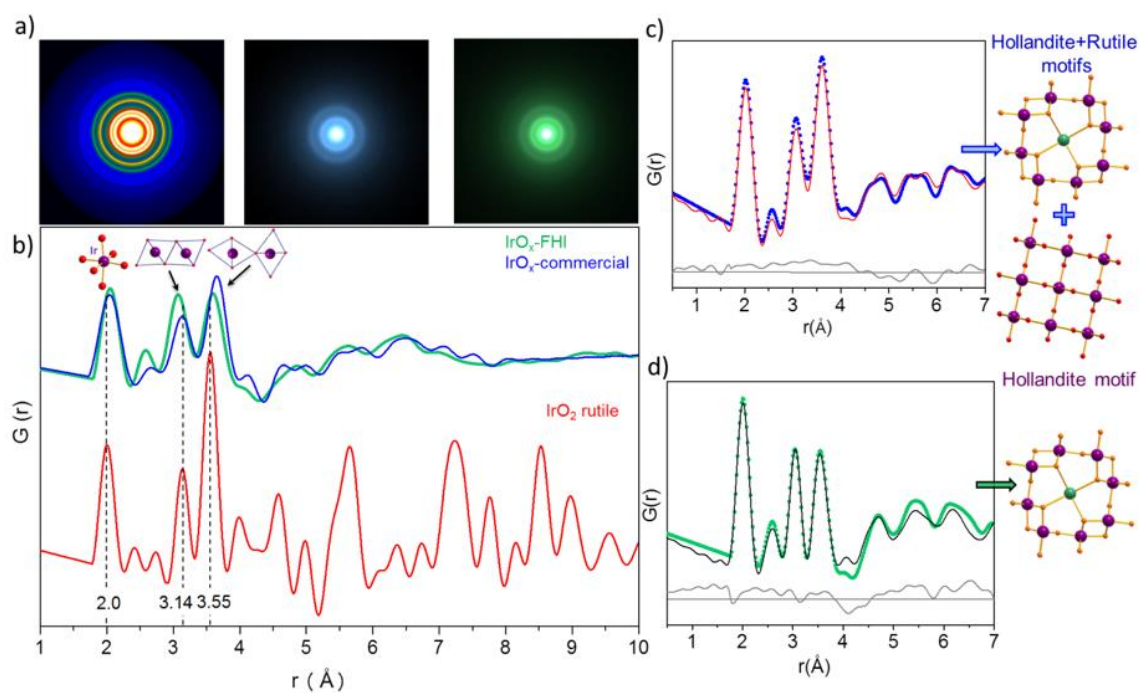 a)
b)
Ir
IrOₓ-FHI
IrOₓ-commercial
IrO₂ rutile
G (r)
2.0
3.14
3.55
1 2 3 4 5 6 7 8 9 10
r (Å)
c)
Hollandite+Rutile
motifs
G(r)
1 2 3 4 5 6 7
r(Å)
d)
Hollandite motif
G(r)
1 2 3 4 5 6 7
r(Å)